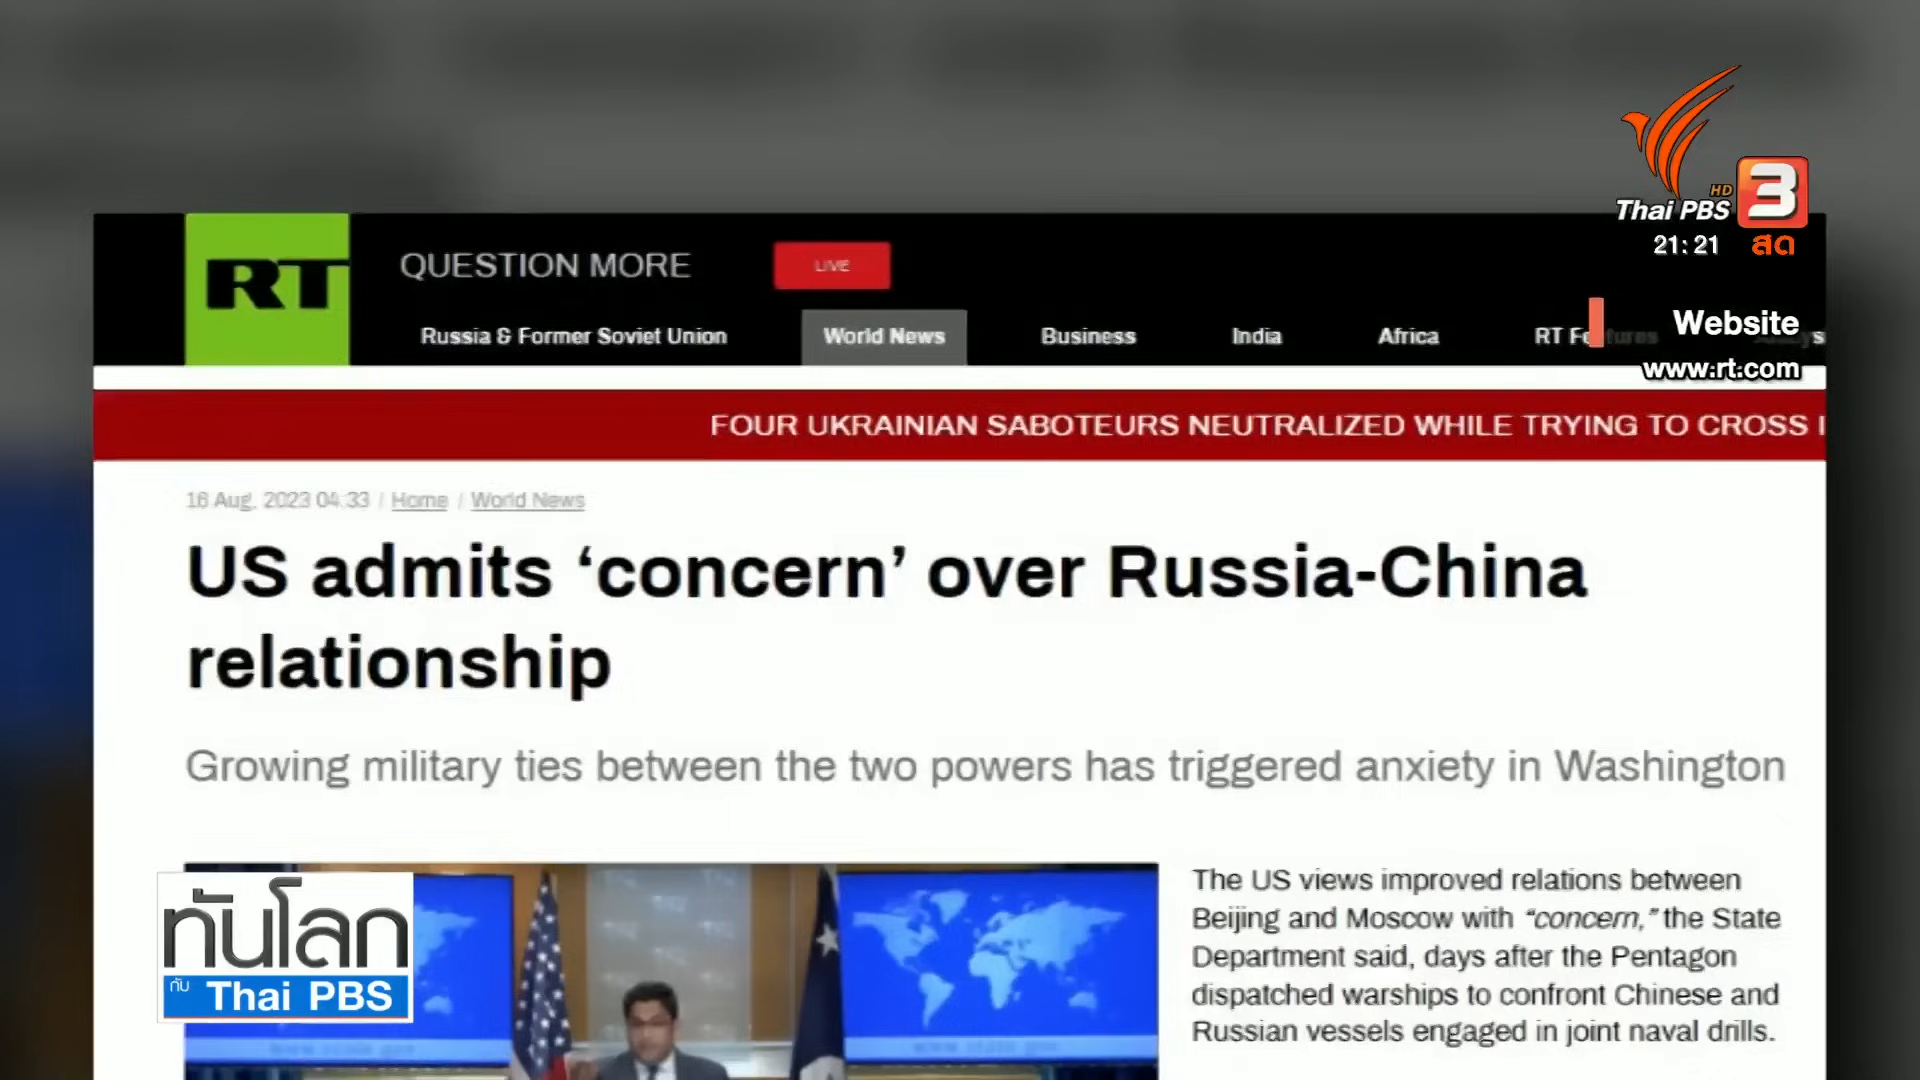 Thai PBS HD 3
21:21 สด
RT QUESTION MORE LIVE
Russia & Former Soviet Union World News Business India Africa RT
Website
www.rt.com
FOUR UKRAINIAN SABOTEURS NEUTRALIZED WHILE TRYING TO CROSS
16 Aug, 2023 04:33 / Home / World News
US admits ‘concern’ over Russia-China
relationship
Growing military ties between the two powers has triggered anxiety in Washington
The US views improved relations between
Beijing and Moscow with “concern,” the State
Department said, days after the Pentagon
dispatched warships to confront Chinese and
Russian vessels engaged in joint naval drills.
ทันโลก
กับ Thai PBS